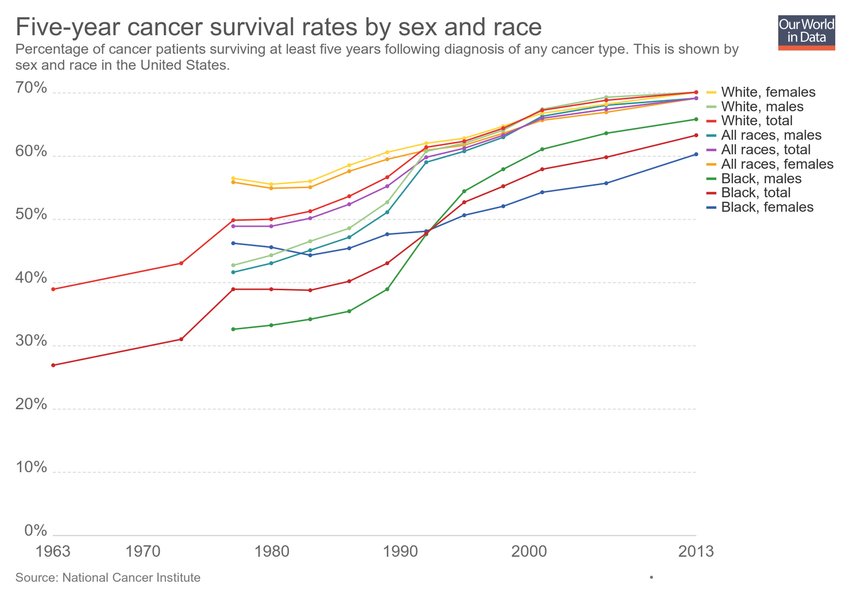 Five-year cancer survival rates by sex and race
Our World
in Data
Percentage of cancer patients surviving at least five years following diagnosis of any cancer type. This is shown by
sex and race in the United States.
70%
60%
50%
40%
30%
20%
10%
0%
White, females
White, males
White, total
All races, males
All races, total
All races, females
Black, males
Black, total
Black, females
1963
1970
1980
1990
2000
2013
Source: National Cancer Institute